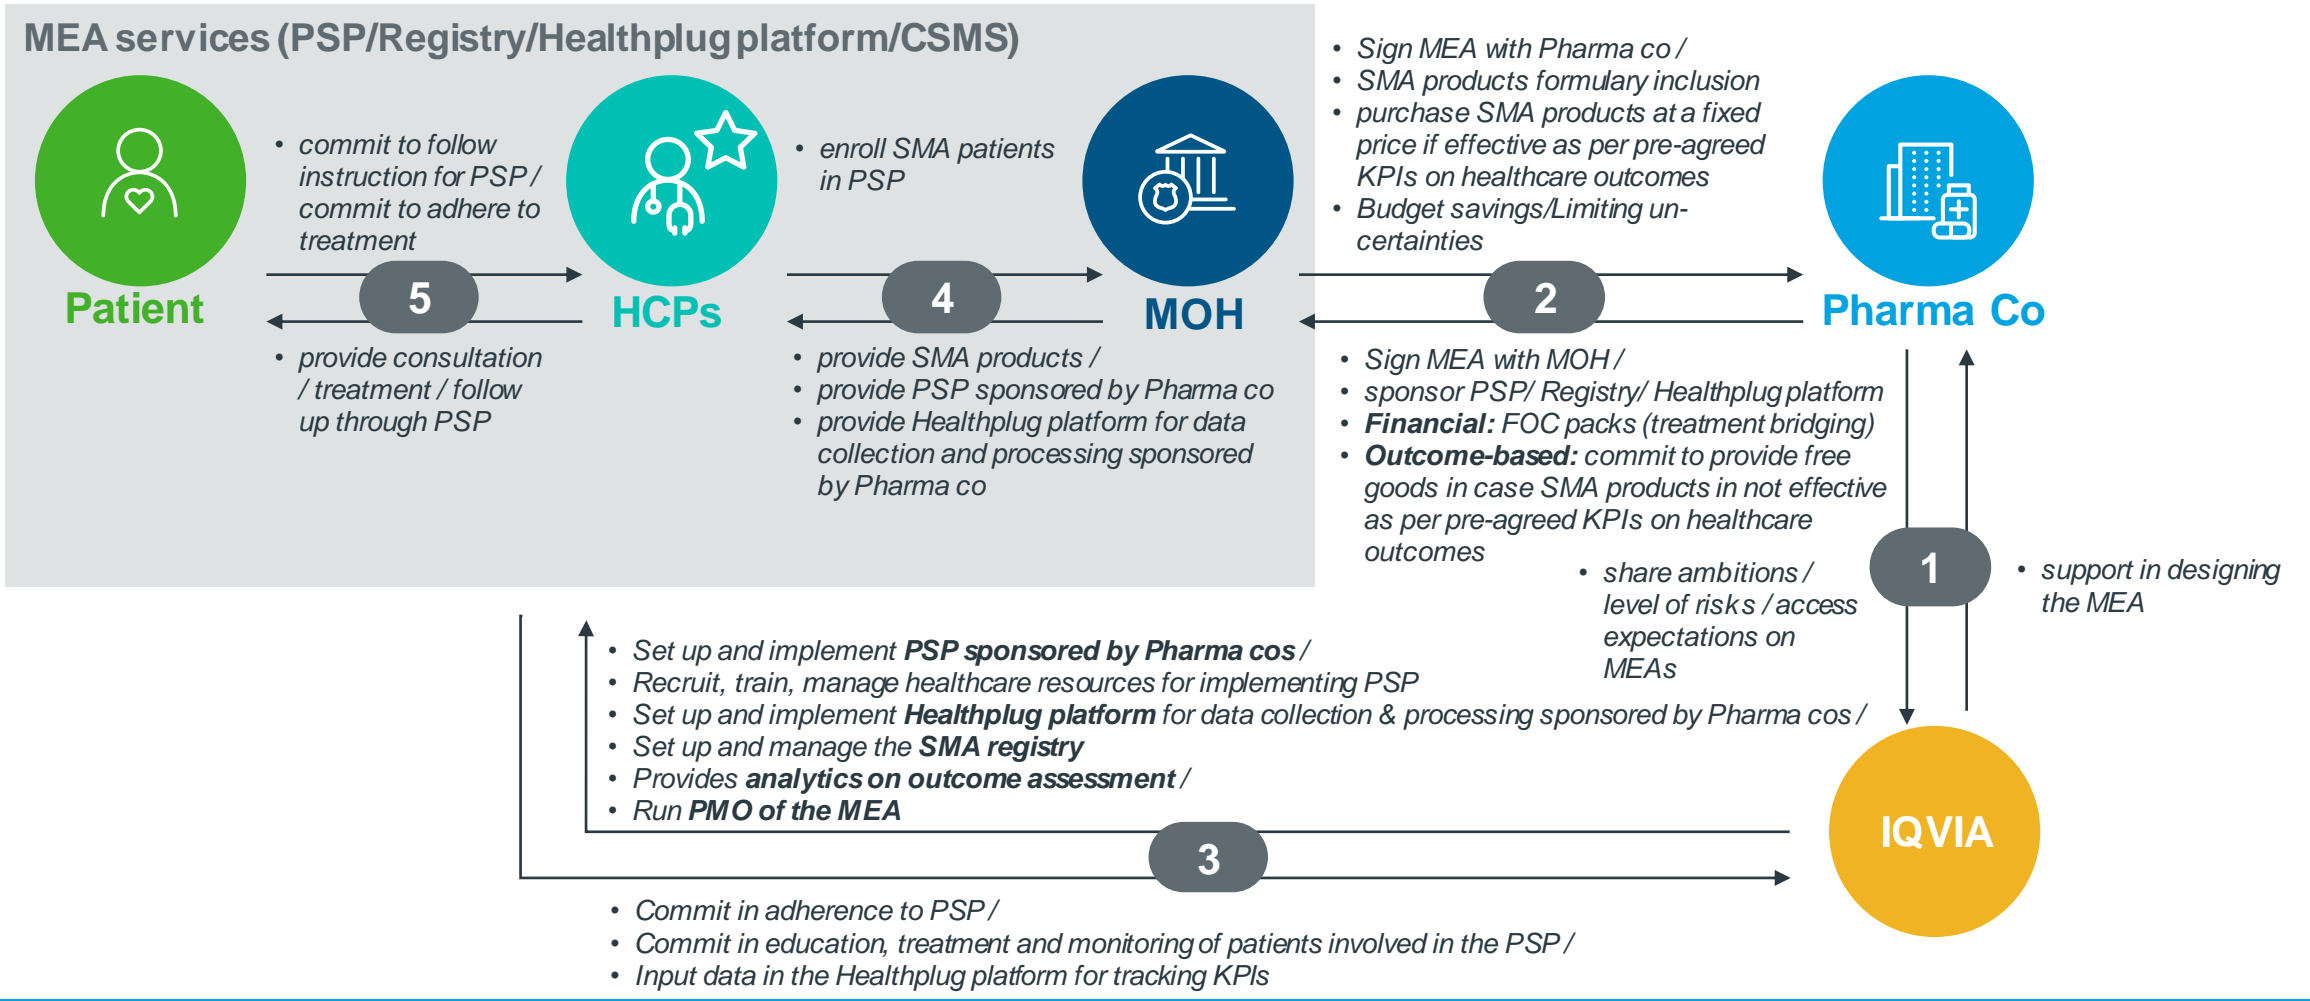 MEA services (PSP/Registry/Healthplug platform/CSMS)
Patient
• commit to follow
instruction for PSP /
commit to adhere to
treatment
5
• provide consultation
/ treatment / follow
up through PSP
HCPs
• enroll SMA patients
in PSP
4
• provide SMA products /
• provide PSP sponsored by Pharma co
• provide Healthplug platform for data
collection and processing sponsored
by Pharma co
MOH
• Sign MEA with Pharma co /
• SMA products formulary inclusion
• purchase SMA products at a fixed
price if effective as per pre-agreed
KPIs on healthcare outcomes
• Budget savings/Limiting un-
certainties
2
• Sign MEA with MOH /
• sponsor PSP/ Registry/ Healthplug platform
• Financial: FOC packs (treatment bridging)
• Outcome-based: commit to provide free
goods in case SMA products in not effective
as per pre-agreed KPIs on healthcare
outcomes
Pharma Co
• share ambitions /
level of risks / access
expectations on
MEAs
1
• support in designing
the MEA
• Set up and implement PSP sponsored by Pharma cos /
• Recruit, train, manage healthcare resources for implementing PSP
• Set up and implement Healthplug platform for data collection & processing sponsored by Pharma cos /
• Set up and manage the SMA registry
• Provides analytics on outcome assessment /
• Run PMO of the MEA
3
IQVIA
• Commit in adherence to PSP /
• Commit in education, treatment and monitoring of patients involved in the PSP /
• Input data in the Healthplug platform for tracking KPIs